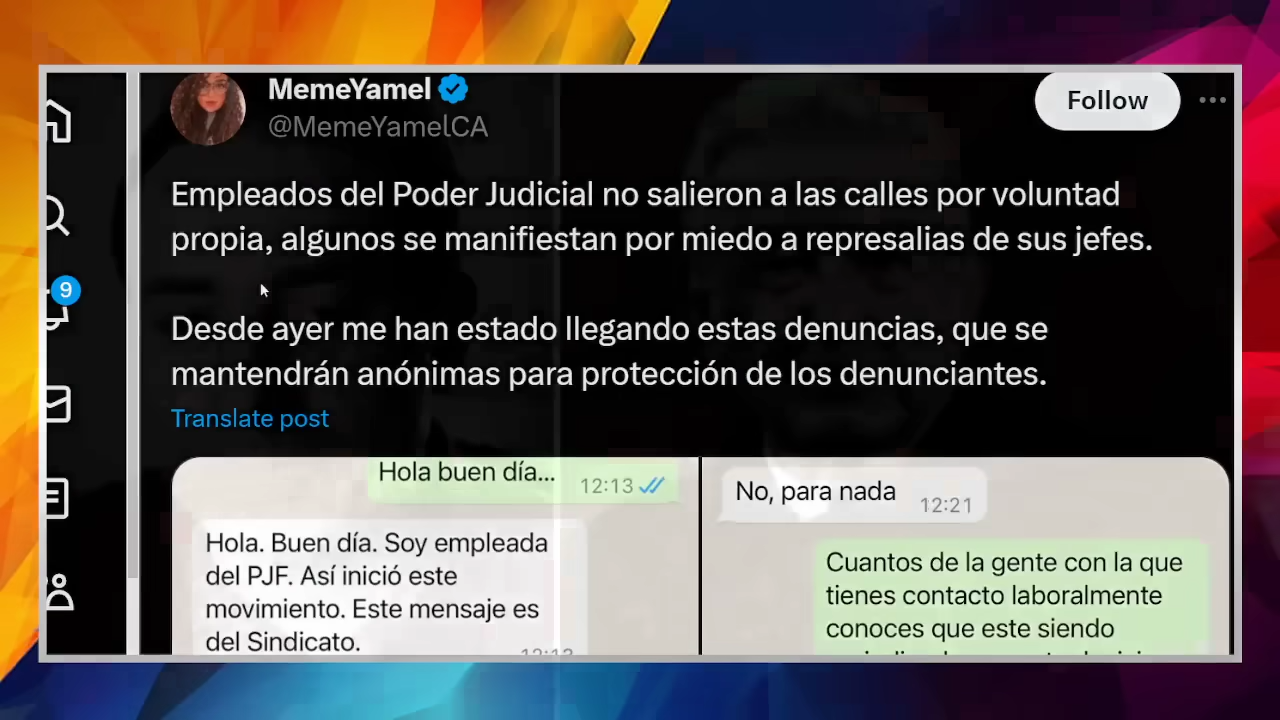 MemeYamel
Follow
@MemeYamelCA
Empleados del Poder Judicial no salieron a las calles por voluntad
propia, algunos se manifiestan por miedo a represalias de sus jefes.
9
Desde ayer me han estado llegando estas denuncias, que se
mantendrán anónimas para protección de los denunciantes.
Translate post
Hola buen día...
12:13
Hola. Buen día. Soy empleada
del PJF. Así inició este
movimiento. Este mensaje es
del Sindicato.
No, para nada
12:21
Cuantos de la gente con la que
tienes contacto laboralmente
conoces que este siendo